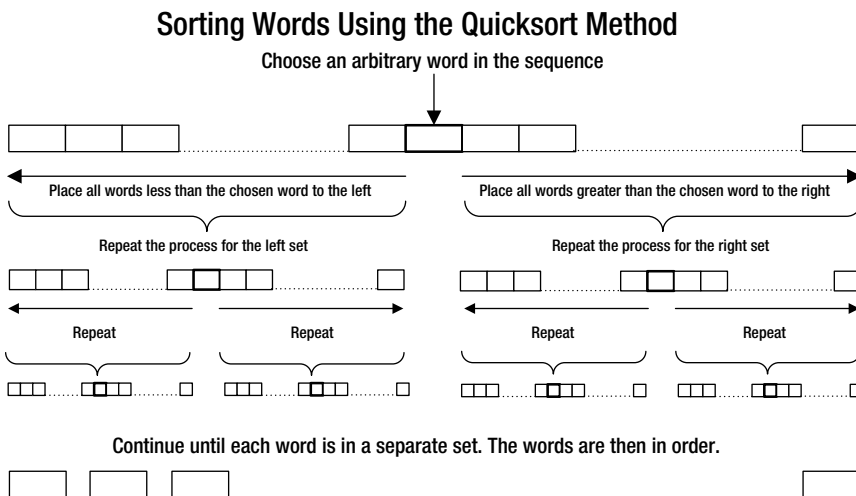 Sorting Words Using the Quicksort Method
Choose an arbitrary word in the sequence
Place all words less than the chosen word to the left
Place all words greater than the chosen word to the right
Repeat the process for the left set
Repeat the process for the right set
Repeat
Repeat
Repeat
Repeat
Continue until each word is in a separate set. The words are then in order.